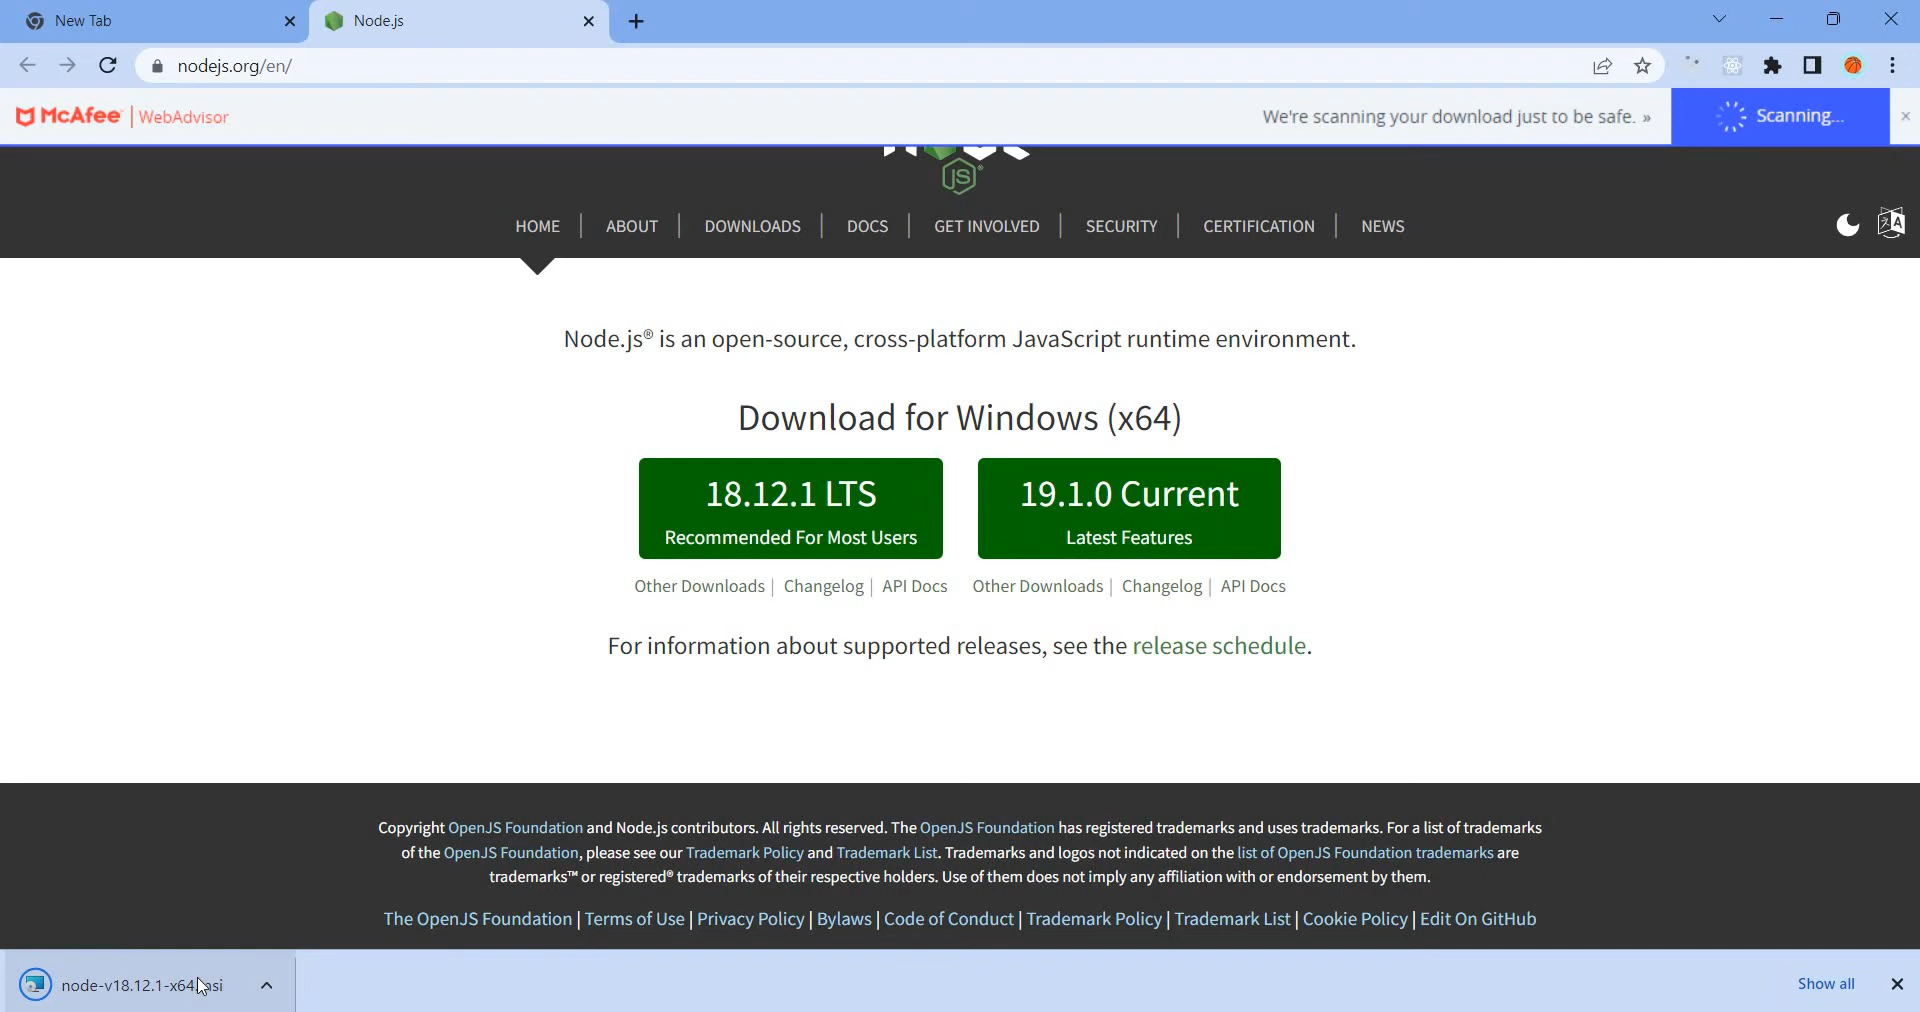 New Tab
Node.js
nodejs.org/en/
McAfee | WebAdvisor
We're scanning your download just to be safe. »
Scanning...
JS
HOME | ABOUT | DOWNLOADS | DOCS | GET INVOLVED | SECURITY | CERTIFICATION | NEWS
Node.js® is an open-source, cross-platform JavaScript runtime environment.
Download for Windows (x64)
18.12.1 LTS
Recommended For Most Users
19.1.0 Current
Latest Features
Other Downloads | Changelog | API Docs
Other Downloads | Changelog | API Docs
For information about supported releases, see the release schedule.
Copyright OpenJS Foundation and Node.js contributors. All rights reserved. The OpenJS Foundation has registered trademarks and uses trademarks. For a list of trademarks
of the OpenJS Foundation, please see our Trademark Policy and Trademark List. Trademarks and logos not indicated on the list of OpenJS Foundation trademarks are
trademarks™ or registered® trademarks of their respective holders. Use of them does not imply any affiliation with or endorsement by them.
The OpenJS Foundation | Terms of Use | Privacy Policy | Bylaws | Code of Conduct | Trademark Policy | Trademark List | Cookie Policy | Edit On GitHub
node-v18.12.1-x64.msi
Show all